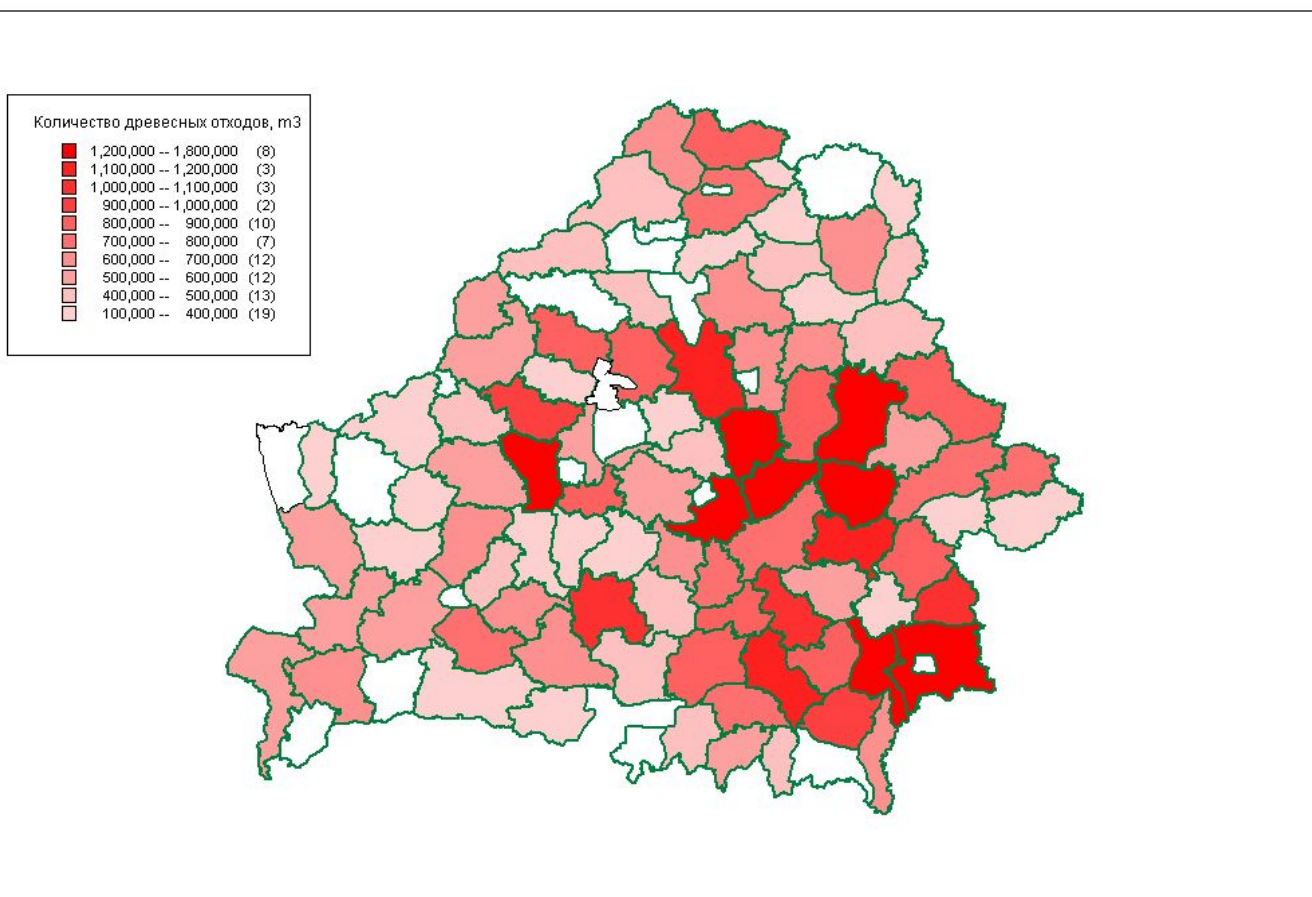 Количество древесных отходов, m3
1,200,000 -- 1,800,000 (8)
1,100,000 -- 1,200,000 (3)
1,000,000 -- 1,100,000 (3)
900,000 -- 1,000,000 (2)
800,000 -- 900,000 (10)
700,000 -- 800,000 (7)
600,000 -- 700,000 (12)
500,000 -- 600,000 (12)
400,000 -- 500,000 (13)
100,000 -- 400,000 (19)